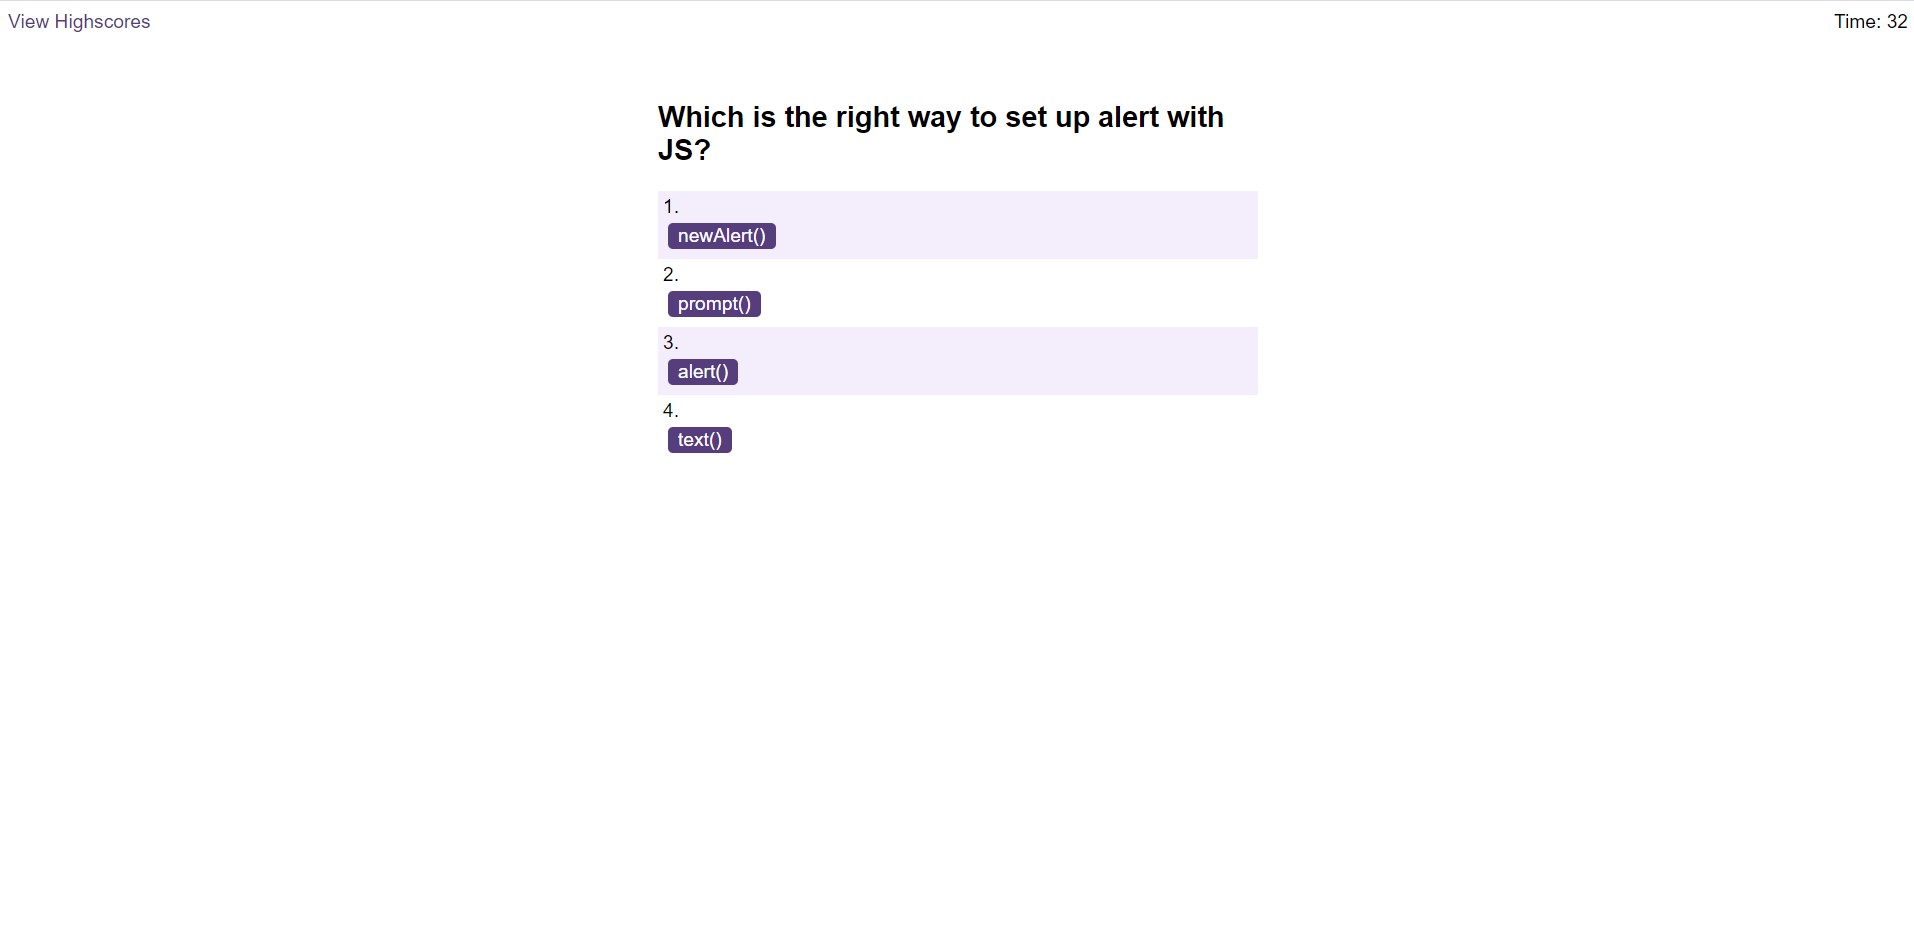 View Highscores
Time: 32
Which is the right way to set up alert with
JS?
1.
newAlert()
2.
prompt()
3.
alert()
4.
text()